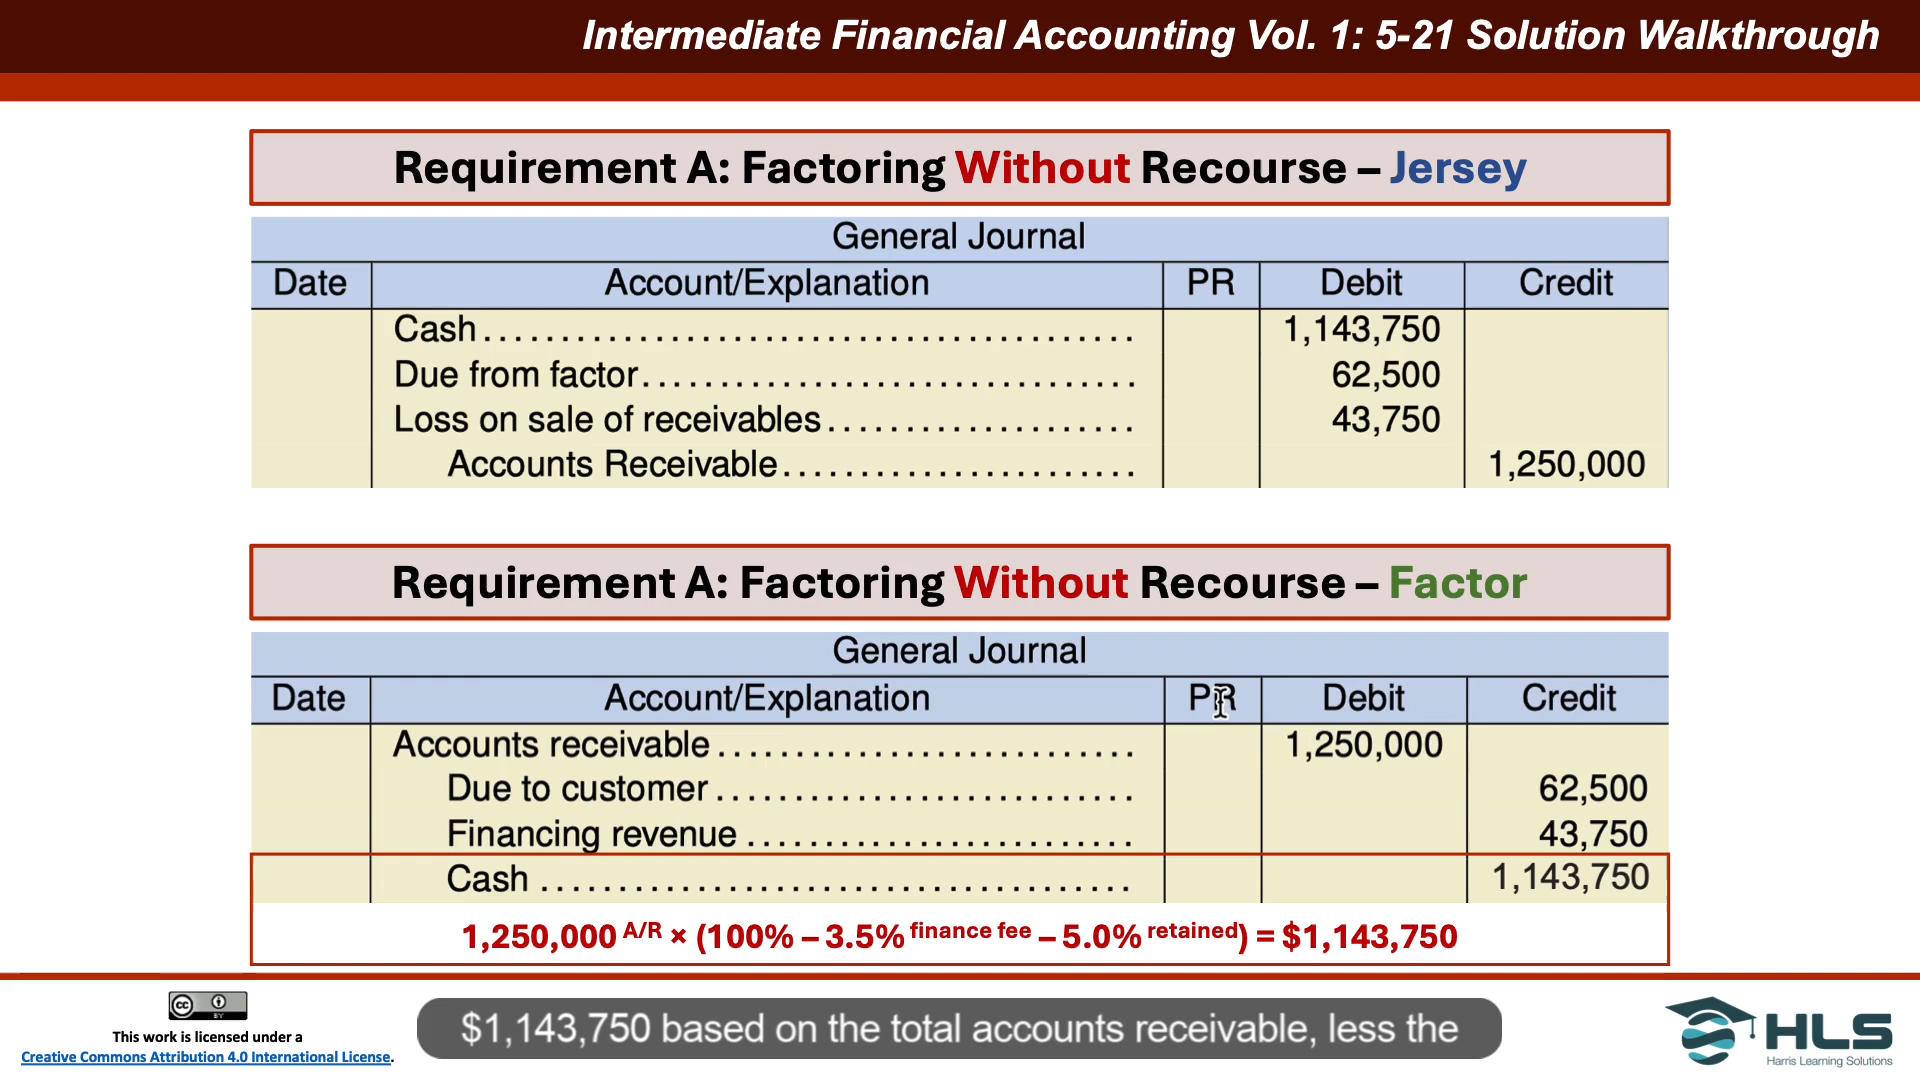 Intermediate Financial Accounting Vol. 1: 5-21 Solution Walkthrough
Requirement A: Factoring Without Recourse – Jersey
General Journal
Date Account/Explanation PR Debit Credit
Cash 1,143,750
Due from factor 62,500
Loss on sale of receivables 43,750
Accounts Receivable 1,250,000
Requirement A: Factoring Without Recourse – Factor
General Journal
Date Account/Explanation PR Debit Credit
Accounts receivable 1,250,000
Due to customer 62,500
Financing revenue 43,750
Cash 1,143,750
1,250,000 A/R × (100% – 3.5% finance fee – 5.0% retained) = $1,143,750
cc BY
This work is licensed under a
Creative Commons Attribution 4.0 International License.
$1,143,750 based on the total accounts receivable, less the
HLS
Harris Learning Solutions